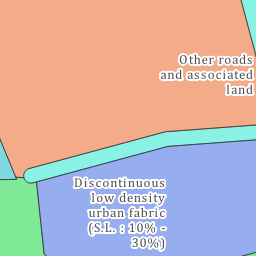 Other roads
and associated
land
Discontinuous
low density
urban fabric
(S.L. : 10% -
30%)